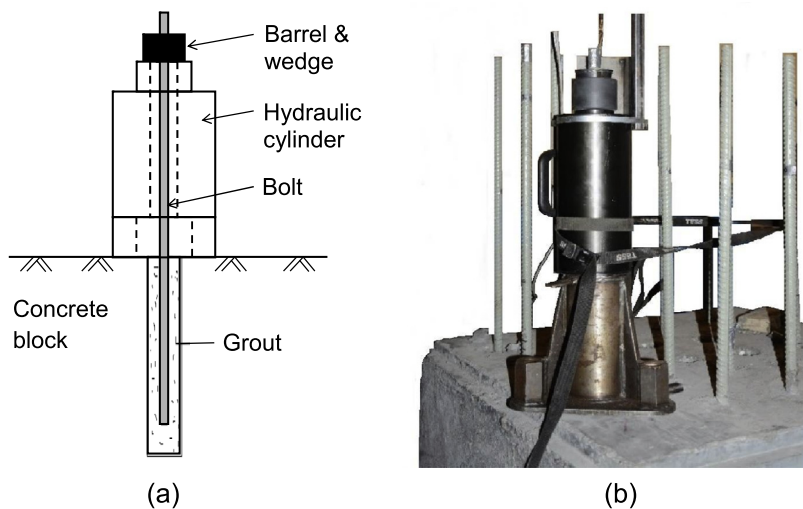 Barrel &
wedge
Hydraulic
cylinder
Bolt
Concrete
block
Grout
(a)
(b)